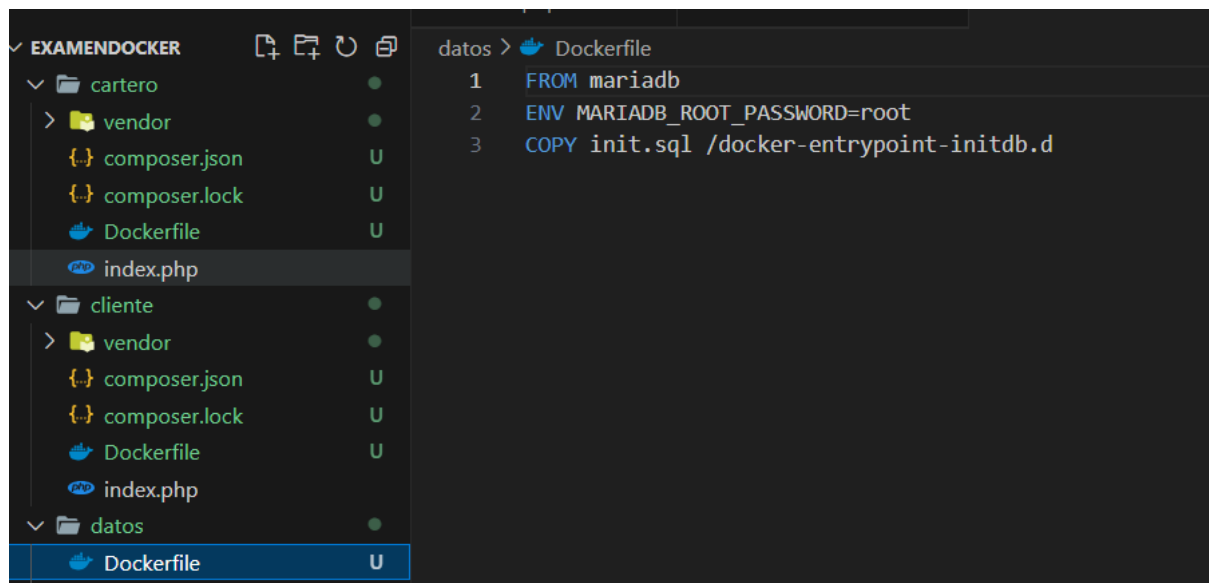 EXAMENDOCKER
cartero
vendor
composer.json U
composer.lock U
Dockerfile U
index.php
cliente
vendor
composer.json U
composer.lock U
Dockerfile U
index.php
datos
Dockerfile U
datos > Dockerfile
1 FROM mariadb
2 ENV MARIADB_ROOT_PASSWORD=root
3 COPY init.sql /docker-entrypoint-initdb.d